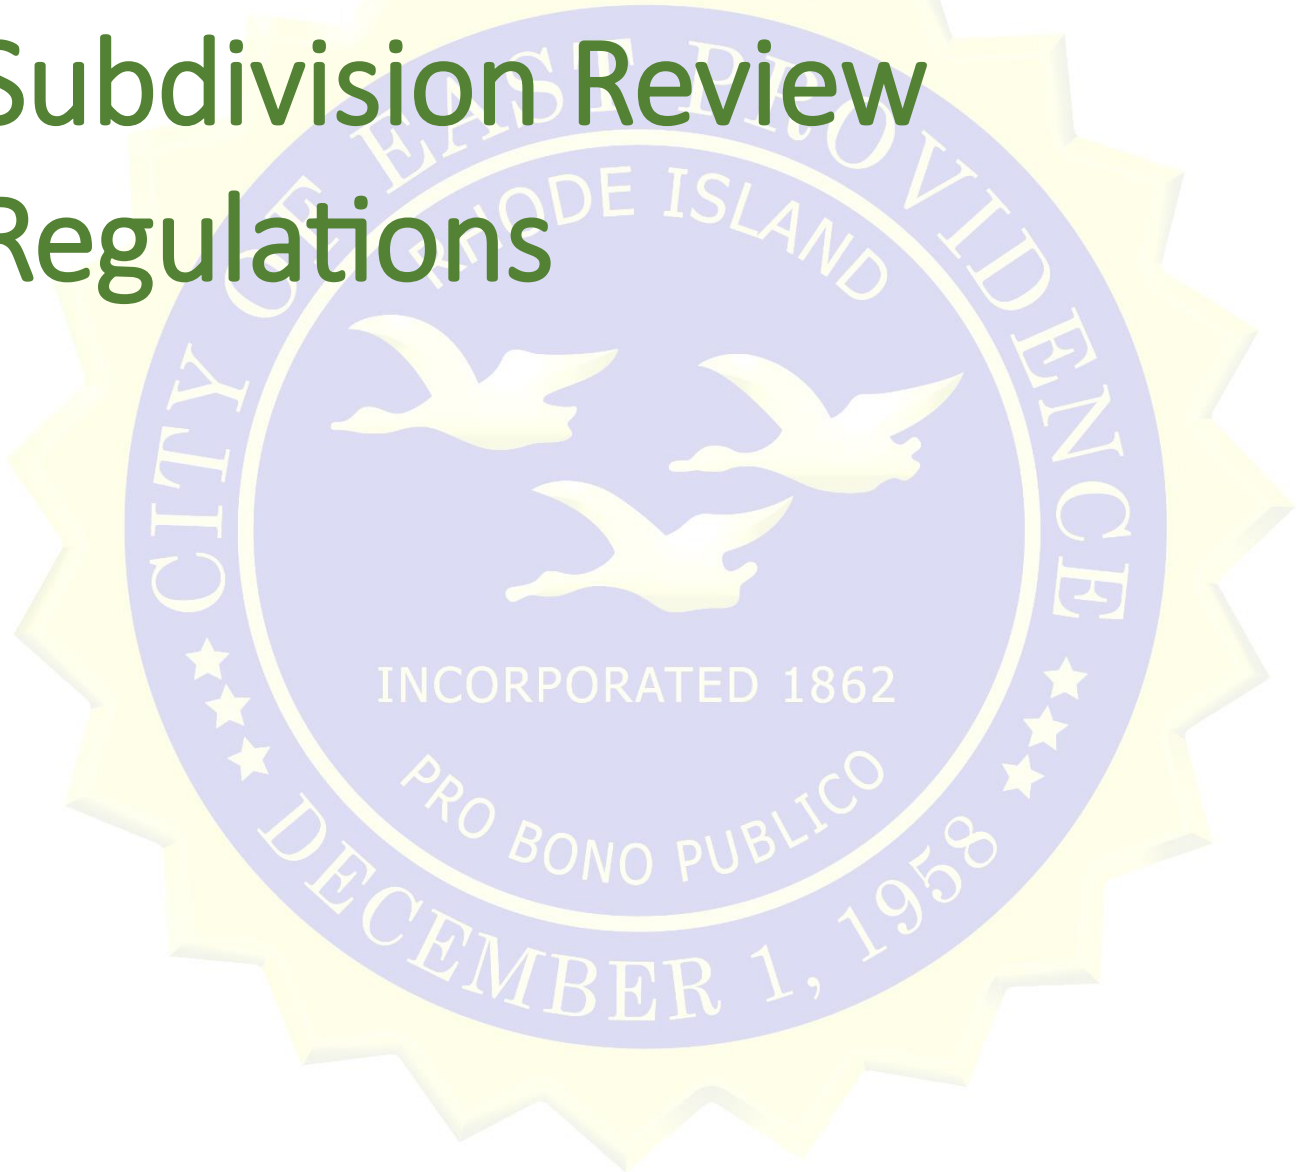 Subdivision Review
Regulations
CITY OF EAST PROVIDENCE
RHODE ISLAND
INCORPORATED 1862
PRO BONO PUBLICO
DECEMBER 1, 1958